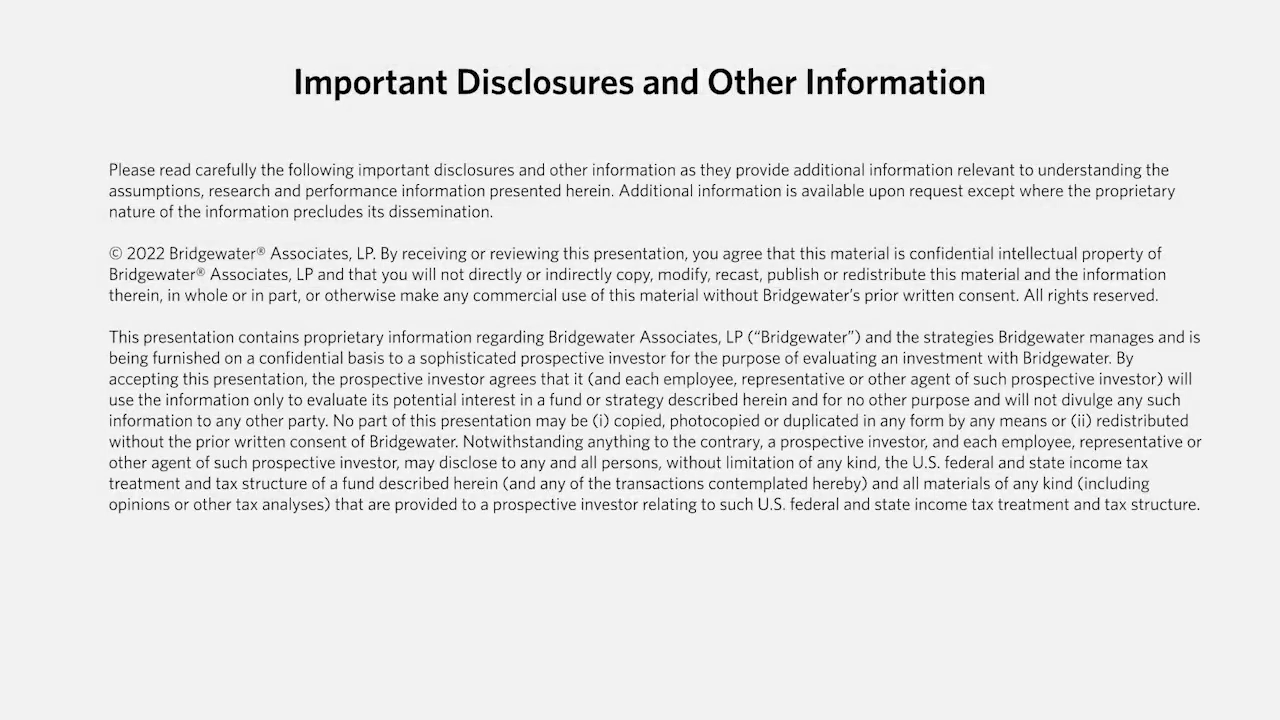 Important Disclosures and Other Information
Please read carefully the following important disclosures and other information as they provide additional information relevant to understanding the
assumptions, research and performance information presented herein. Additional information is available upon request except where the proprietary
nature of the information precludes its dissemination.
© 2022 Bridgewater® Associates, LP. By receiving or reviewing this presentation, you agree that this material is confidential intellectual property of
Bridgewater® Associates, LP and that you will not directly or indirectly copy, modify, recast, publish or redistribute this material and the information
therein, in whole or in part, or otherwise make any commercial use of this material without Bridgewater’s prior written consent. All rights reserved.
This presentation contains proprietary information regarding Bridgewater Associates, LP (“Bridgewater”) and the strategies Bridgewater manages and is
being furnished on a confidential basis to a sophisticated prospective investor for the purpose of evaluating an investment with Bridgewater. By
accepting this presentation, the prospective investor agrees that it (and each employee, representative or other agent of such prospective investor) will
use the information only to evaluate its potential interest in a fund or strategy described herein and for no other purpose and will not divulge any such
information to any other party. No part of this presentation may be (i) copied, photocopied or duplicated in any form by any means or (ii) redistributed
without the prior written consent of Bridgewater. Notwithstanding anything to the contrary, a prospective investor, and each employee, representative or
other agent of such prospective investor, may disclose to any and all persons, without limitation of any kind, the U.S. federal and state income tax
treatment and tax structure of a fund described herein (and any of the transactions contemplated hereby) and all materials of any kind (including
opinions or other tax analyses) that are provided to a prospective investor relating to such U.S. federal and state income tax treatment and tax structure.